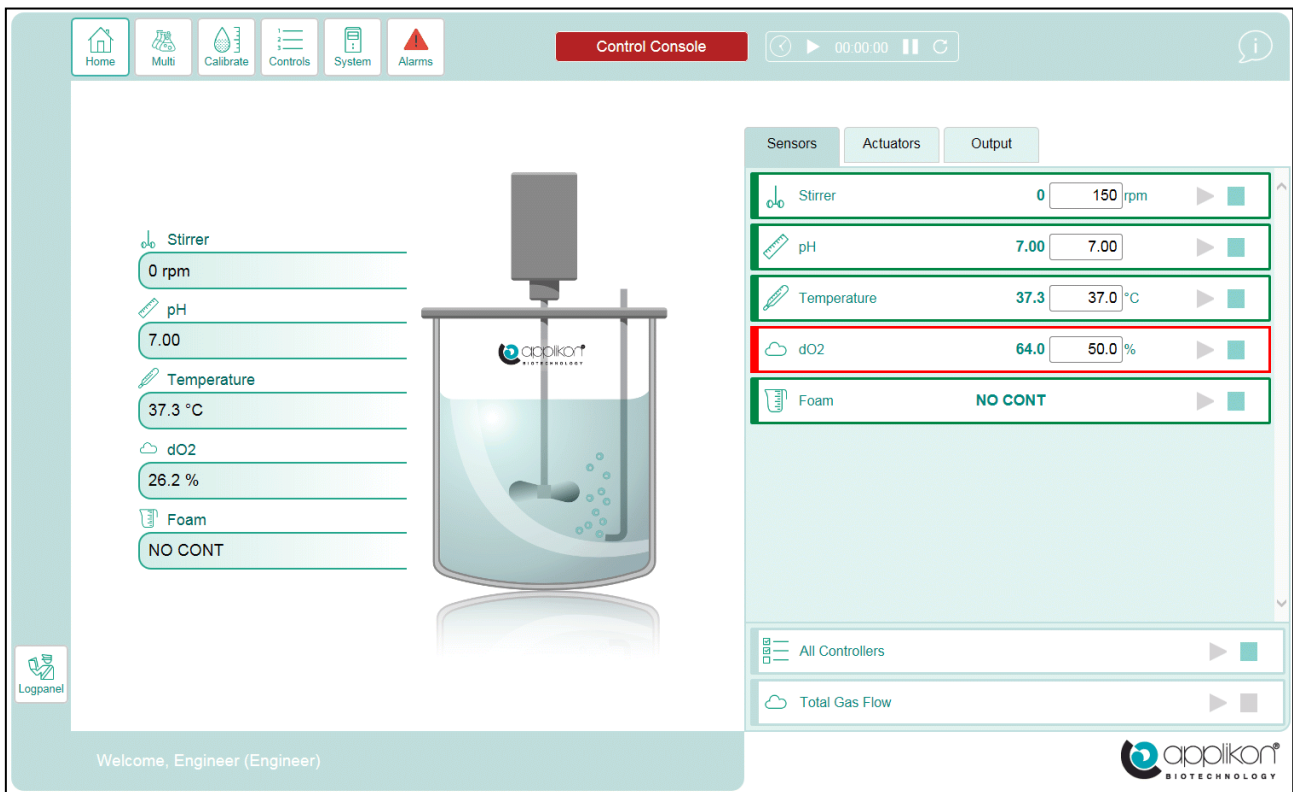 Home
Multi
Calibrate
Controls
System
Alarms
Control Console
00:00:00
i
Sensors
Actuators
Output
Stirrer
0 rpm
pH
7.00
Temperature
37.3 °C
dO2
26.2 %
Foam
NO CONT
applikon
BIOTECHNOLOGY
Stirrer 0 150 rpm
pH 7.00 7.00
Temperature 37.3 37.0 °C
dO2 64.0 50.0 %
Foam NO CONT
All Controllers
Total Gas Flow
Logpanel
Welcome, Engineer (Engineer)
applikon®
BIOTECHNOLOGY